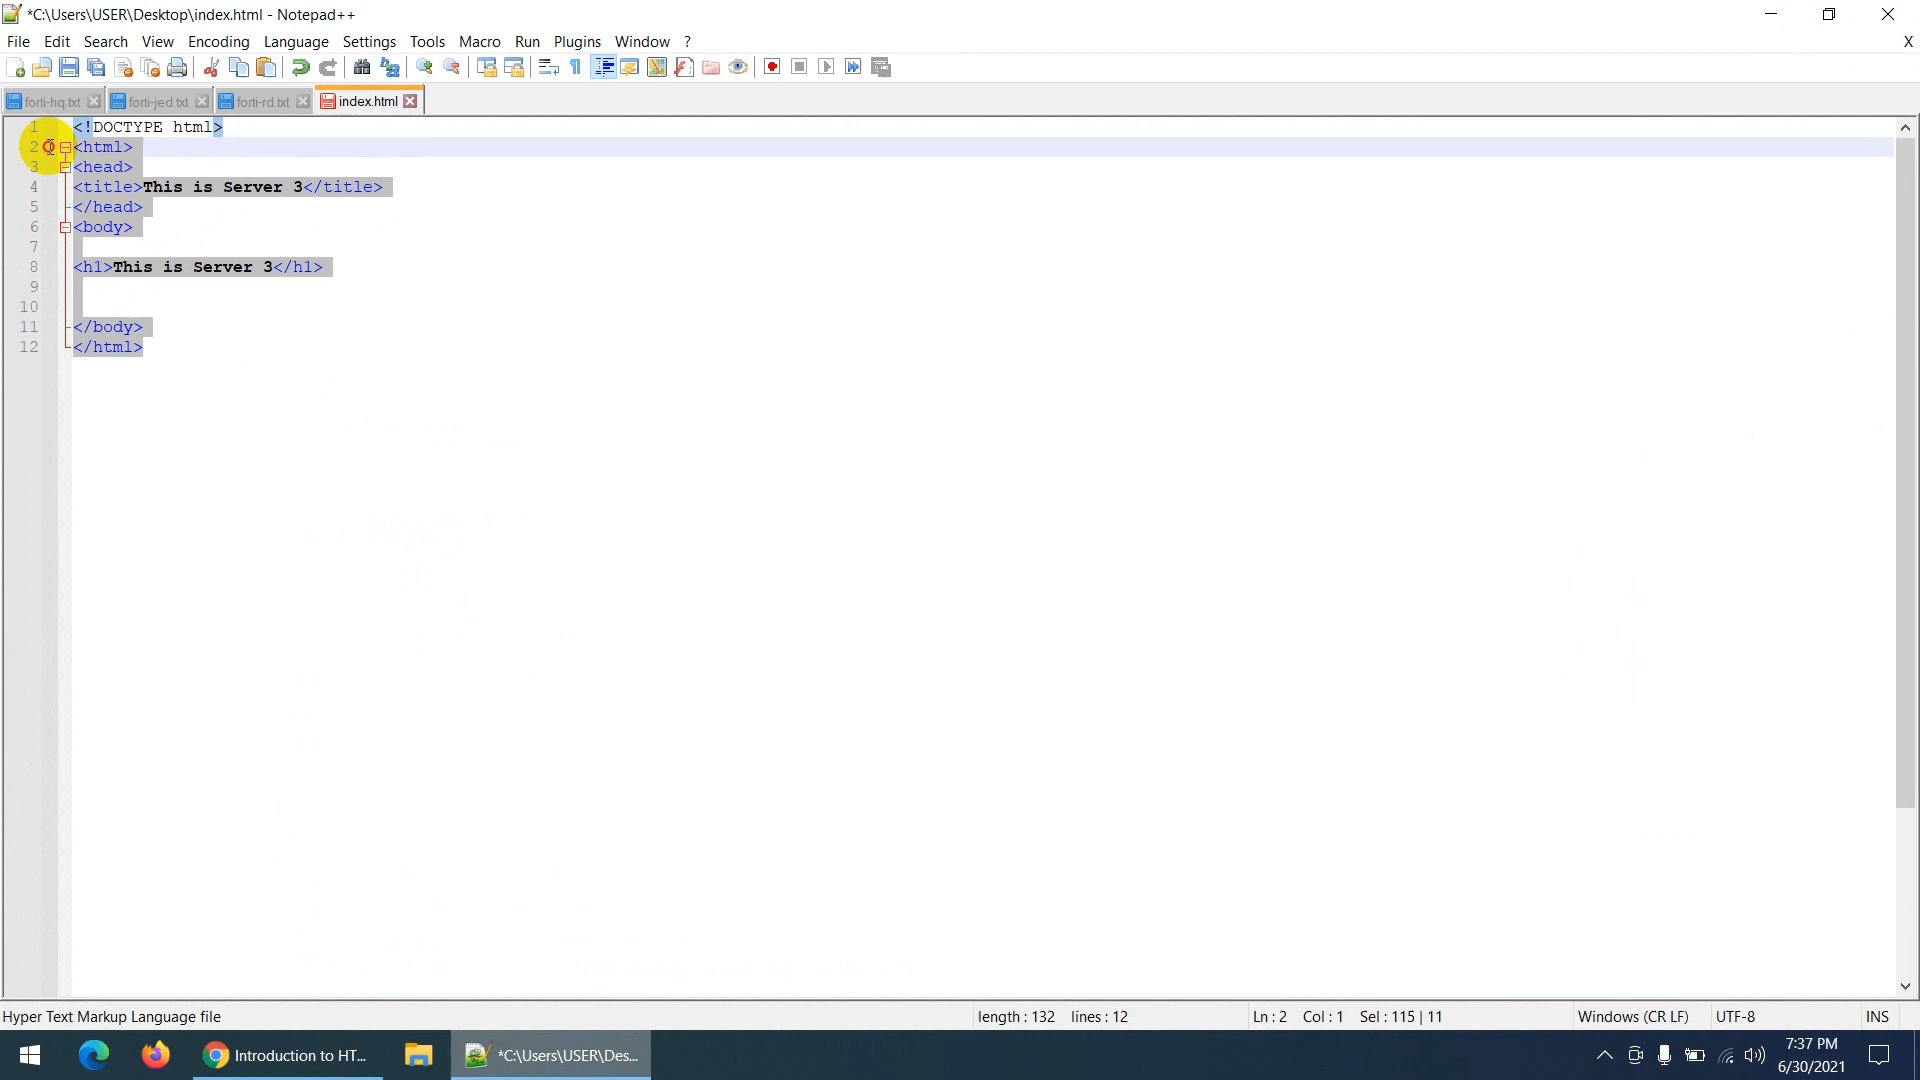 *C:\Users\USER\Desktop\index.html - Notepad++
File Edit Search View Encoding Language Settings Tools Macro Run Plugins Window ? X
forti-hq.txt forti-jed.txt forti-rd.txt index.html
1 <!DOCTYPE html>
2 <html>
3 <head>
4 <title>This is Server 3</title>
5 </head>
6 <body>
7
8 <h1>This is Server 3</h1>
9
10
11 </body>
12 </html>
Hyper Text Markup Language file length : 132 lines : 12 Ln : 2 Col : 1 Sel : 115 | 11 Windows (CR LF) UTF-8 INS
Introduction to HT... *C:\Users\USER\Des... 7:37 PM
6/30/2021